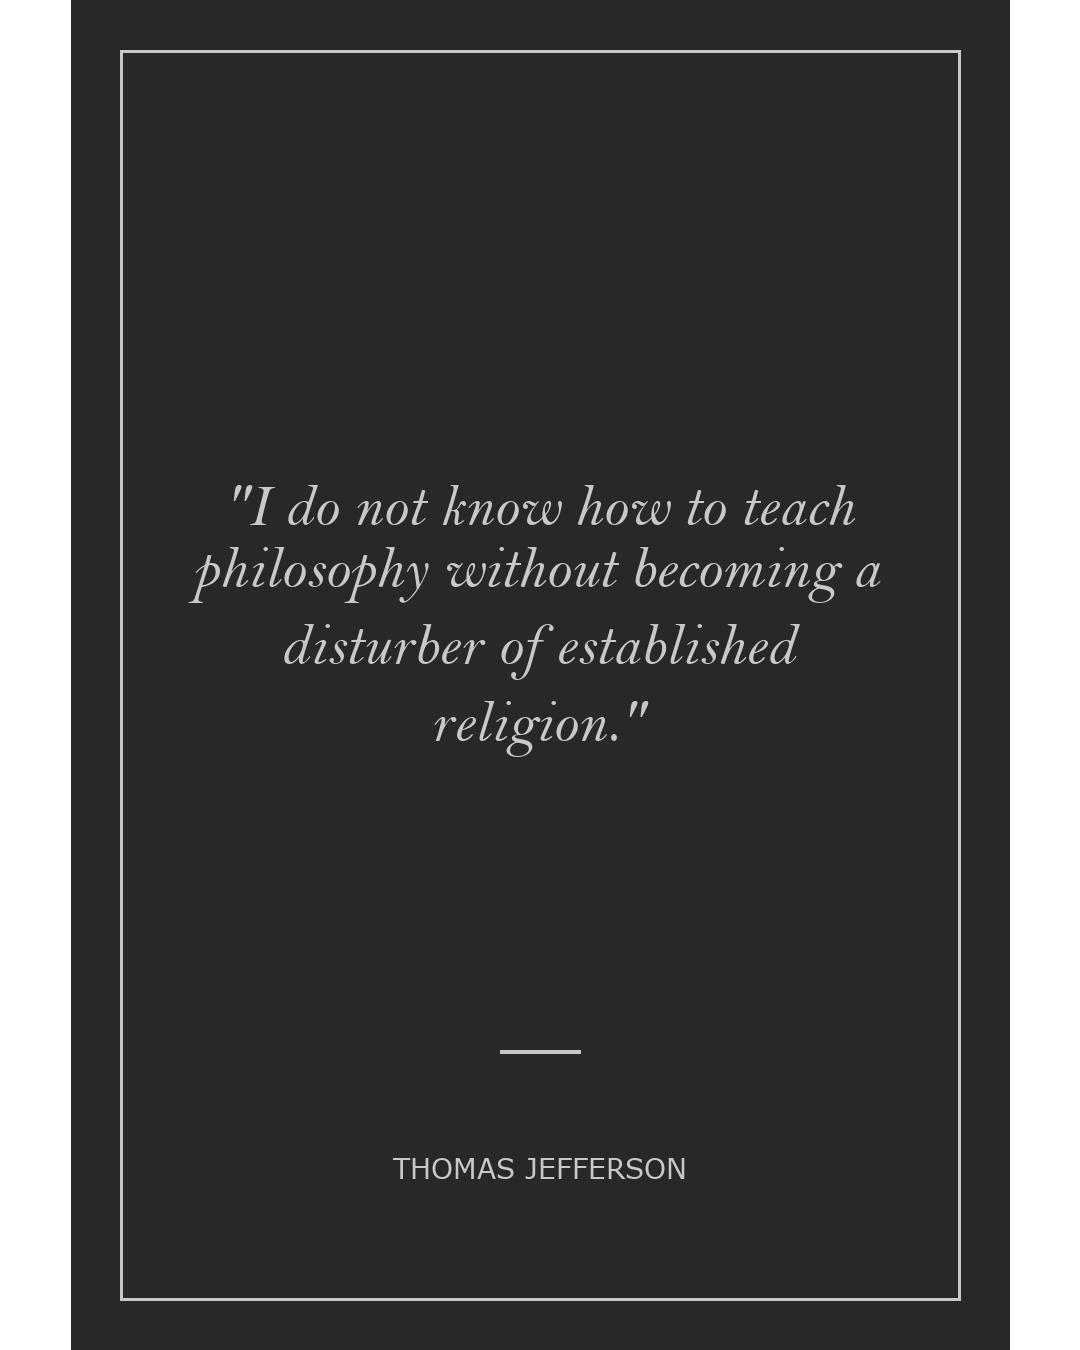 "I do not know how to teach
philosophy without becoming a
disturber of established
religion."
THOMAS JEFFERSON